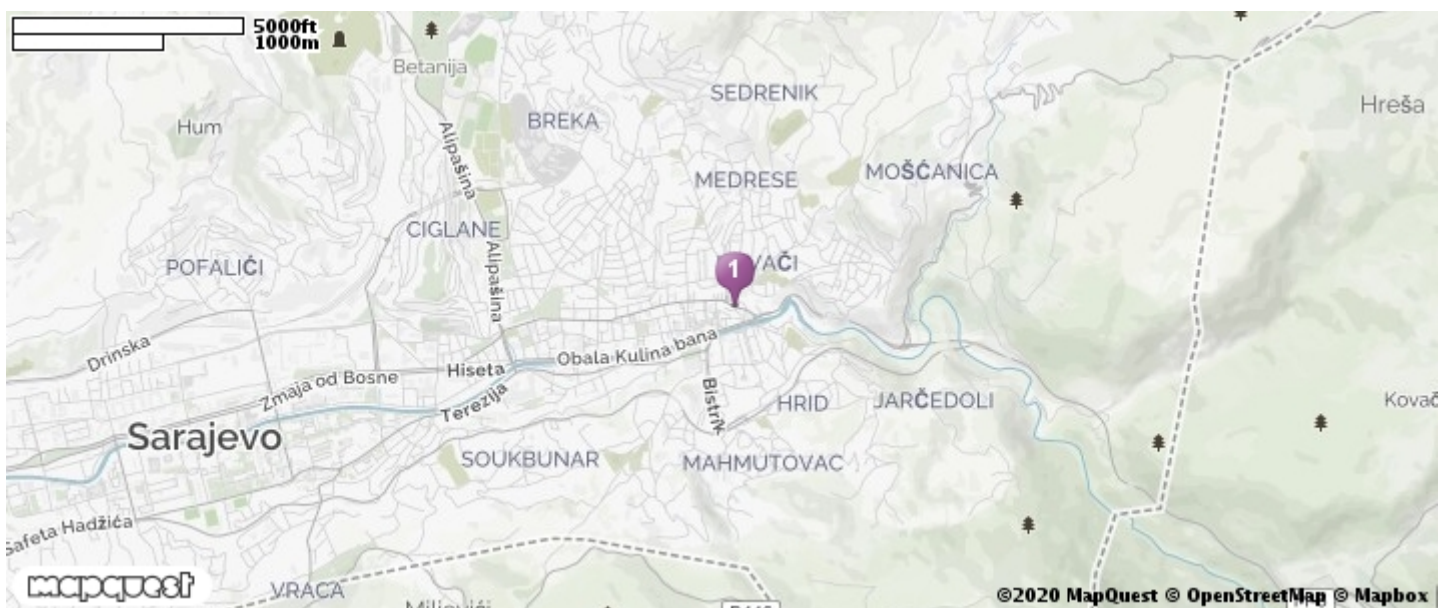 5000ft
1000m
Betanija
SEDRENIK
Hreša
Hum
BREKA
Alipašina
MOŠĆANICA
MEDRESE
CIGLANE
Alipašina
POFALIĆI
1
Drinska
Obala Kulina bana
Hiseta
Zmaja od Bosne
Terezija
Bistrik
HRID
JARČEDOLI
Sarajevo
SOUKBUNAR
MAHMUTOVAC
Safeta Hadžića
mapquest
VRACA
©2020 MapQuest © OpenStreetMap © Mapbox